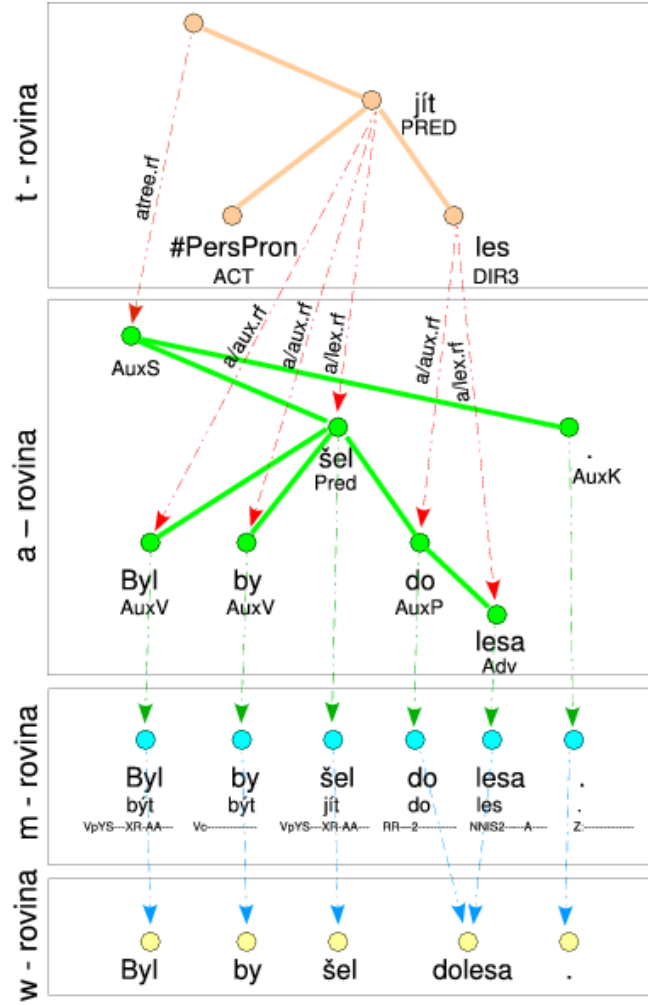 t - rovina
atree.rf
jít
PRED
#PersPron
ACT
les
DIR3
a/aux.rf
a/aux.rf
a/lex.rf
a/aux.rf
a/lex.rf
a – rovina
AuxS
šel
Pred
.
AuxK
Byl
AuxV
by
AuxV
do
AuxP
lesa
Adv
m - rovina
Byl by šel do lesa .
být být jít do les .
VpYS---XR-AA--- Vc------------- VpYS---XR-AA--- RR---2---------- NNIS2-----A---- Z:-------------
w - rovina
Byl by šel dolesa .